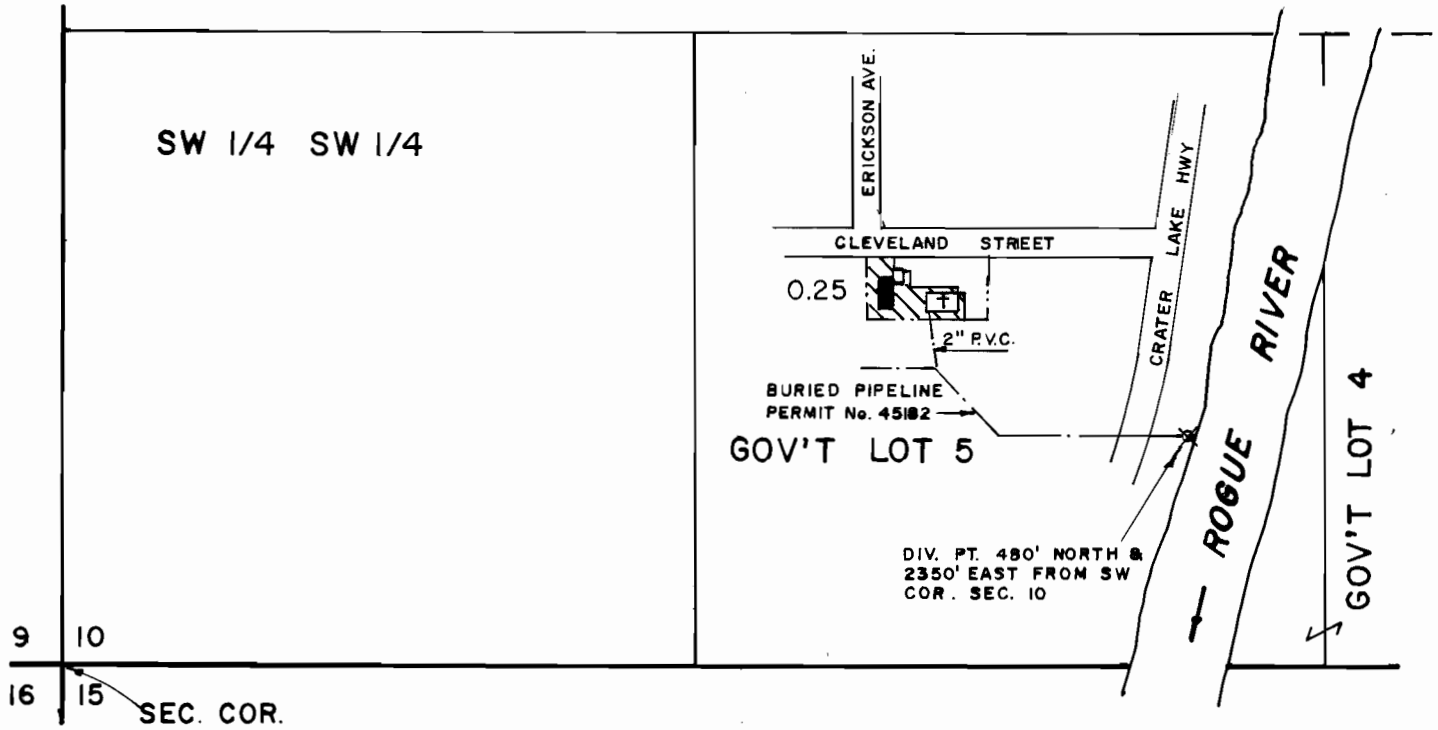 SW 1/4 SW 1/4
ERICKSON AVE.
CRATER LAKE HWY
CLEVELAND STREET
0.25
2" P.V.C.
BURIED PIPELINE
PERMIT No. 45182
GOV'T LOT 5
ROGUE RIVER
GOV'T LOT 4
DIV. PT. 480' NORTH &
2350' EAST FROM SW
COR. SEC. 10
9 10
16 15
SEC. COR.